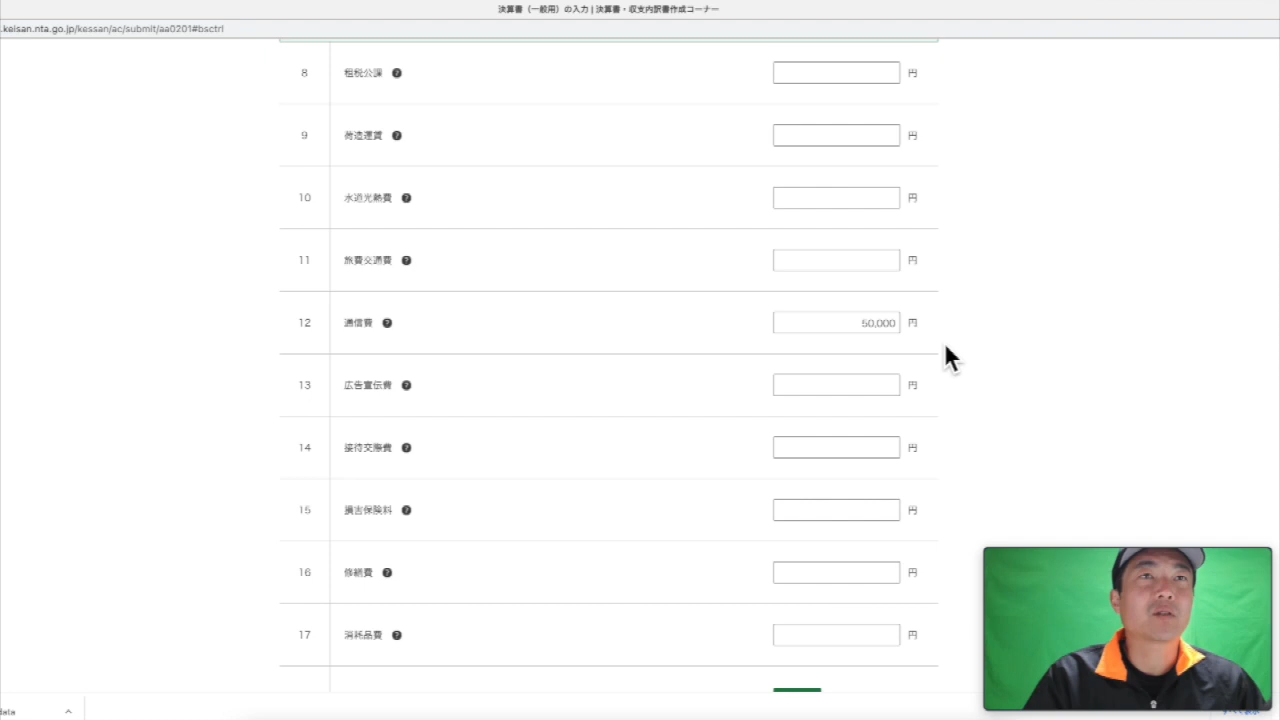 決算書（一般用）の入力 | 決算書・収支内訳書作成コーナー
.keisan.nta.go.jp/kessan/ac/submit/aa0201#bsctrl
8 租税公課 ? 円
9 荷造運賃 ? 円
10 水道光熱費 ? 円
11 旅費交通費 ? 円
12 通信費 ? 50,000 円
13 広告宣伝費 ? 円
14 接待交際費 ? 円
15 損害保険料 ? 円
16 修繕費 ? 円
17 消耗品費 ? 円
data